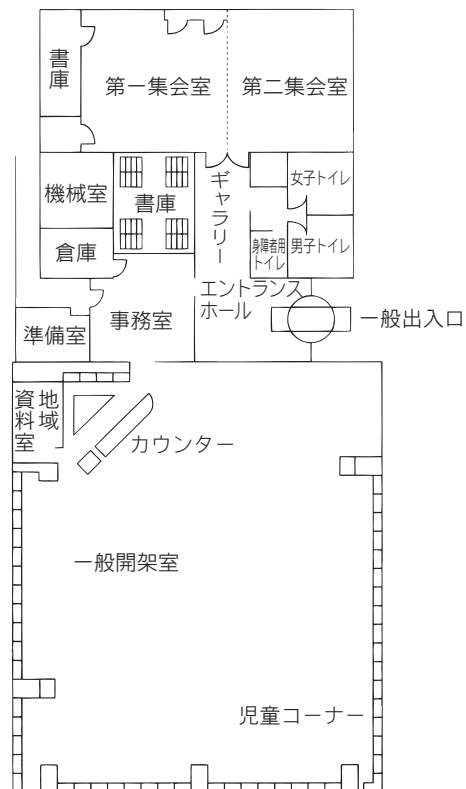 書庫
第一集会室
第二集会室
機械室
書庫
ギャラリー
女子トイレ
倉庫
身障者用
トイレ
男子トイレ
エントランス
ホール
一般出入口
準備室
事務室
地域
資料室
カウンター
一般開架室
児童コーナー